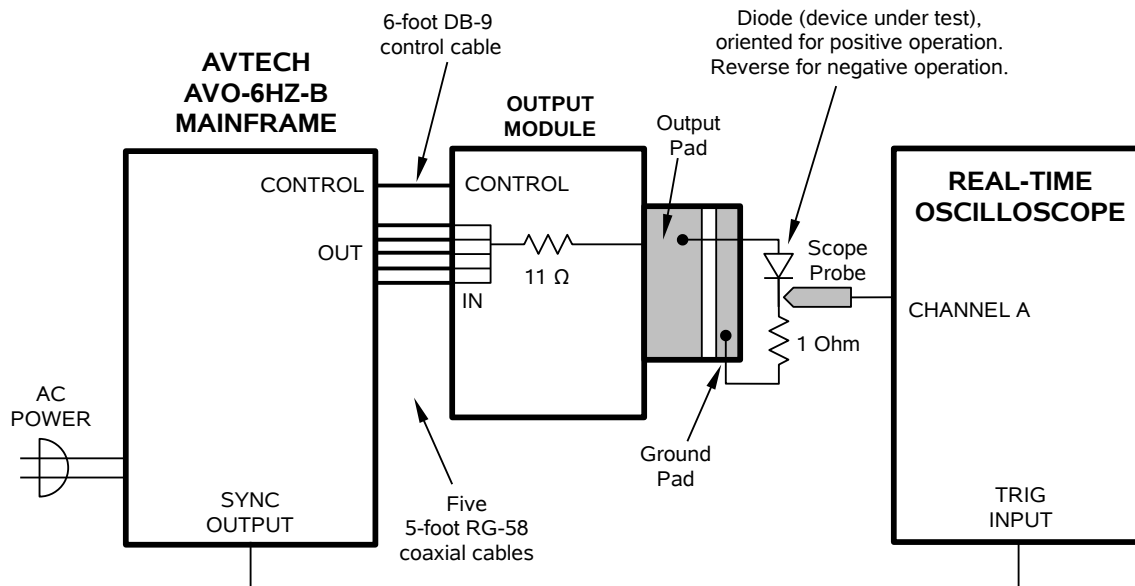 6-foot DB-9
control cable
Diode (device under test),
oriented for positive operation.
Reverse for negative operation.
AVTECH
AVO-6HZ-B
MAINFRAME
OUTPUT
MODULE
Output
Pad
CONTROL
CONTROL
REAL-TIME
OSCILLOSCOPE
OUT
11 Ω
IN
Scope
Probe
CHANNEL A
1 Ohm
AC
POWER
Ground
Pad
SYNC
OUTPUT
Five
5-foot RG-58
coaxial cables
TRIG
INPUT